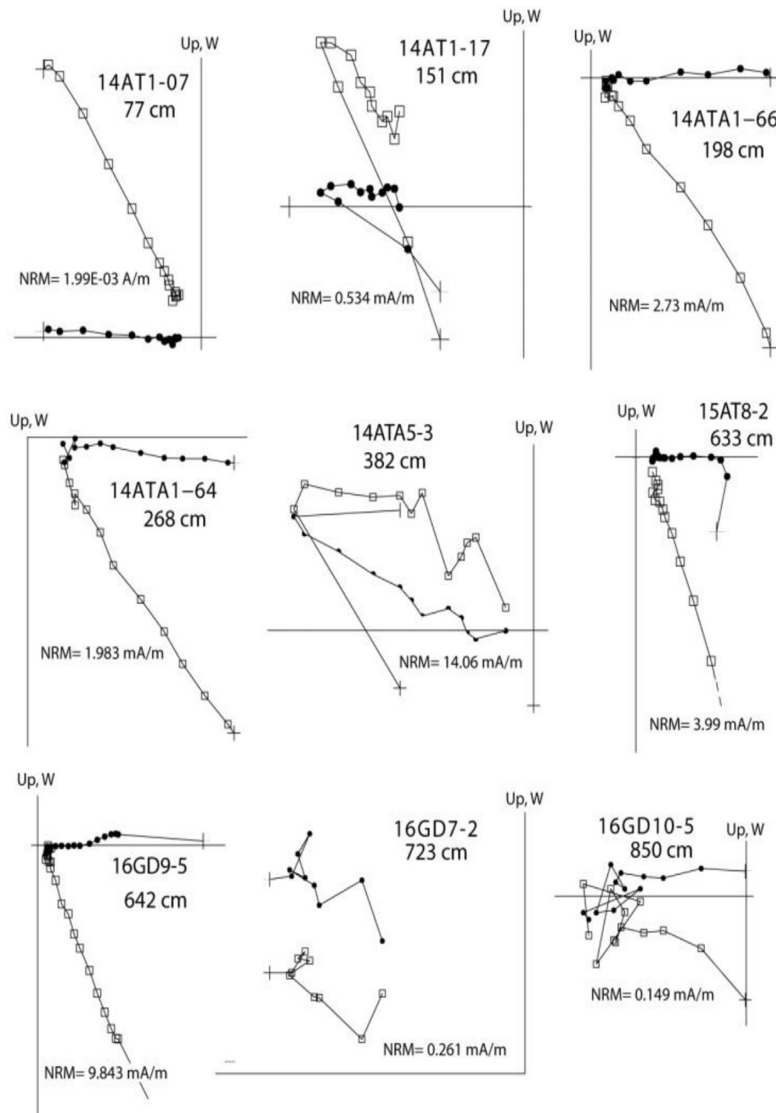 Up, W
14AT1-07
77 cm
NRM= 1.99E-03 A/m
Up, W
14AT1-17
151 cm
NRM= 0.534 mA/m
Up, W
14ATA1–66
198 cm
NRM= 2.73 mA/m
Up, W
14ATA1–64
268 cm
NRM= 1.983 mA/m
14ATA5-3
382 cm
NRM= 14.06 mA/m
Up, W
15AT8-2
633 cm
NRM= 3.99 mA/m
Up, W
16GD9-5
642 cm
NRM= 9.843 mA/m
Up, W
16GD7-2
723 cm
NRM= 0.261 mA/m
Up, W
16GD10-5
850 cm
NRM= 0.149 mA/m